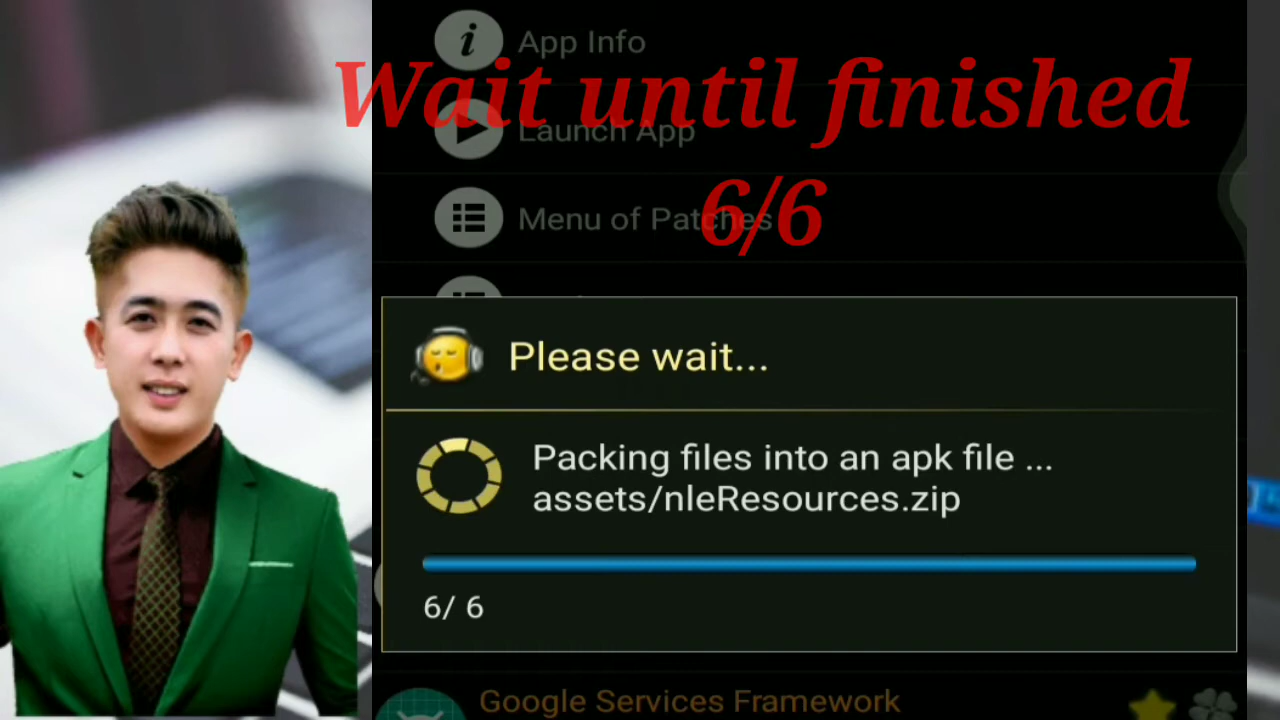 App Info
Wait until finished
Launch App
6/6
Menu of Patches
Please wait...
Packing files into an apk file ...
assets/nleResources.zip
6/ 6
Google Services Framework